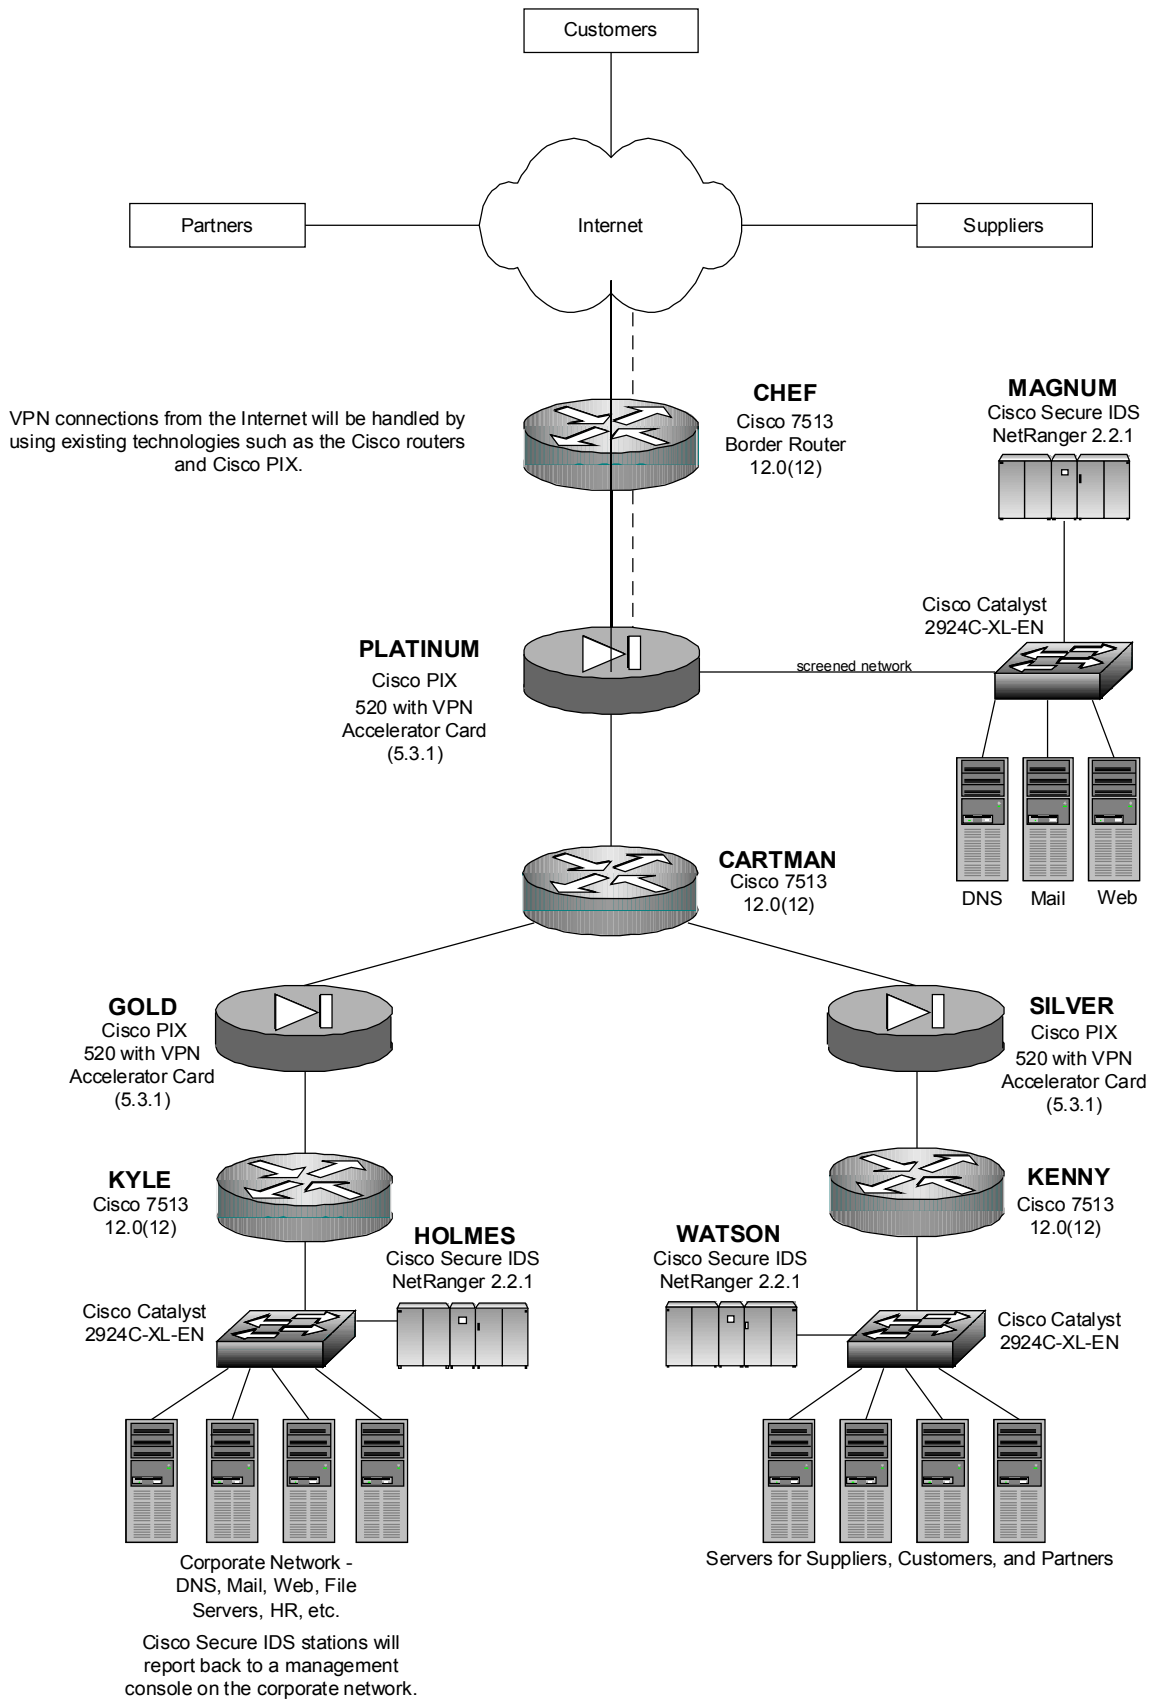 Customers
Partners
Internet
Suppliers
VPN connections from the Internet will be handled by
using existing technologies such as the Cisco routers
and Cisco PIX.
CHEF
Cisco 7513
Border Router
12.0(12)
MAGNUM
Cisco Secure IDS
NetRanger 2.2.1
Cisco Catalyst
2924C-XL-EN
PLATINUM
Cisco PIX
520 with VPN
Accelerator Card
(5.3.1)
screened network
DNS
Mail
Web
CARTMAN
Cisco 7513
12.0(12)
GOLD
Cisco PIX
520 with VPN
Accelerator Card
(5.3.1)
SILVER
Cisco PIX
520 with VPN
Accelerator Card
(5.3.1)
KYLE
Cisco 7513
12.0(12)
KENNY
Cisco 7513
12.0(12)
HOLMES
Cisco Secure IDS
NetRanger 2.2.1
WATSON
Cisco Secure IDS
NetRanger 2.2.1
Cisco Catalyst
2924C-XL-EN
Cisco Catalyst
2924C-XL-EN
Corporate Network -
DNS, Mail, Web, File
Servers, HR, etc.
Servers for Suppliers, Customers, and Partners
Cisco Secure IDS stations will
report back to a management
console on the corporate network.